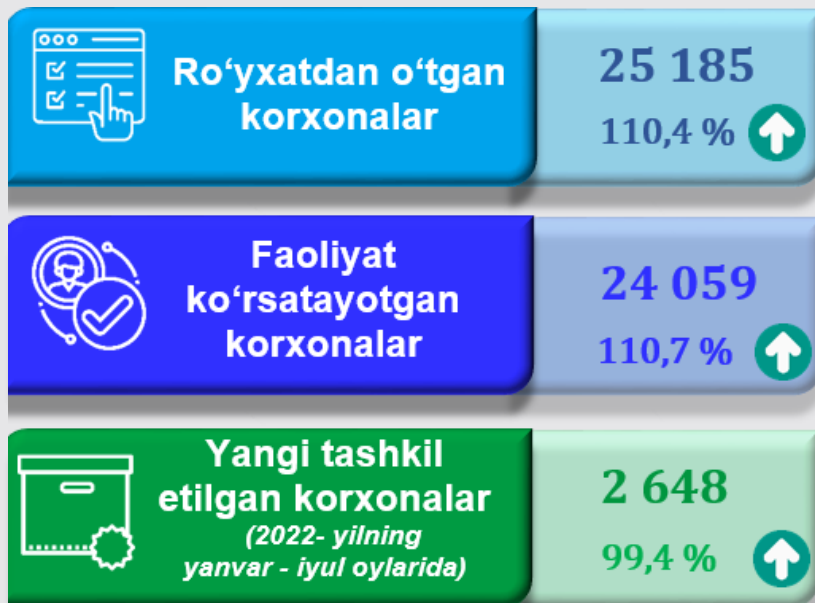 Ro‘yxatdan o‘tgan
korxonalar
25 185
110,4 %
Faoliyat
ko‘rsatayotgan
korxonalar
24 059
110,7 %
Yangi tashkil
etilgan korxonalar
(2022- yilning
yanvar - iyul oylarida)
2 648
99,4 %